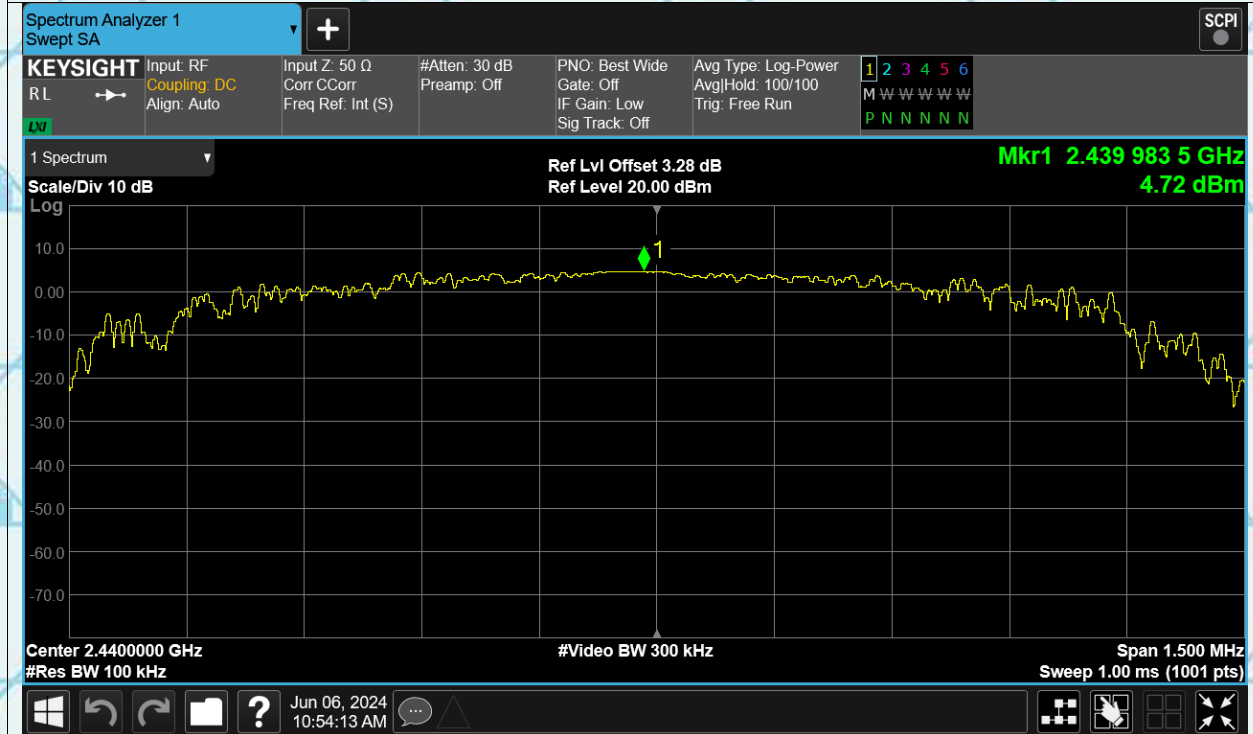 Spectrum Analyzer 1
Swept SA
▼
+
SCPI
KEYSIGHT
R L
LXI
Input: RF
Coupling: DC
Align: Auto
Input Z: 50 Ω
Corr CCorr
Freq Ref: Int (S)
#Atten: 30 dB
Preamp: Off
PNO: Best Wide
Gate: Off
IF Gain: Low
Sig Track: Off
Avg Type: Log-Power
Avg|Hold: 100/100
Trig: Free Run
1 2 3 4 5 6
M W W W W W
P N N N N N
1 Spectrum ▼
Scale/Div 10 dB
Log
Ref Lvl Offset 3.28 dB
Ref Level 20.00 dBm
Mkr1 2.439 983 5 GHz
4.72 dBm
1
10.0
0.00
-10.0
-20.0
-30.0
-40.0
-50.0
-60.0
-70.0
Center 2.4400000 GHz
#Res BW 100 kHz
#Video BW 300 kHz
Span 1.500 MHz
Sweep 1.00 ms (1001 pts)
?
Jun 06, 2024
10:54:13 AM